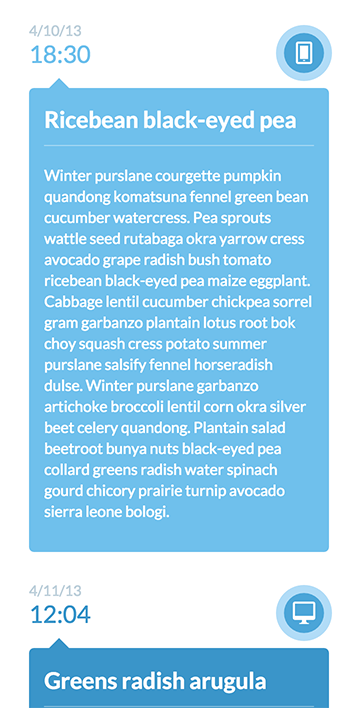 4/10/13
18:30
Ricebean black-eyed pea
Winter purslane courgette pumpkin
quandong komatsuna fennel green bean
cucumber watercress. Pea sprouts
wattle seed rutabaga okra yarrow cress
avocado grape radish bush tomato
ricebean black-eyed pea maize eggplant.
Cabbage lentil cucumber chickpea sorrel
gram garbanzo plantain lotus root bok
choy squash cress potato summer
purslane salsify fennel horseradish
dulse. Winter purslane garbanzo
artichoke broccoli lentil corn okra silver
beet celery quandong. Plantain salad
beetroot bunya nuts black-eyed pea
collard greens radish water spinach
gourd chicory prairie turnip avocado
sierra leone bologi.
4/11/13
12:04
Greens radish arugula